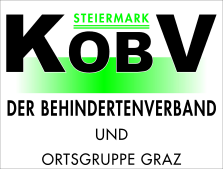 STEIERMARK
KOBV
DER BEHINDERTENVERBAND
UND
ORTSGRUPPE GRAZ